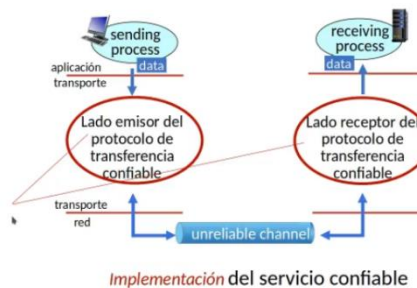 sending
process
data
receiving
process
data
aplicación
transporte
Lado emisor del
protocolo de
transferencia
confiable
Lado receptor del
protocolo de
transferencia
confiable
transporte
red
unreliable channel
Implementación del servicio confiable